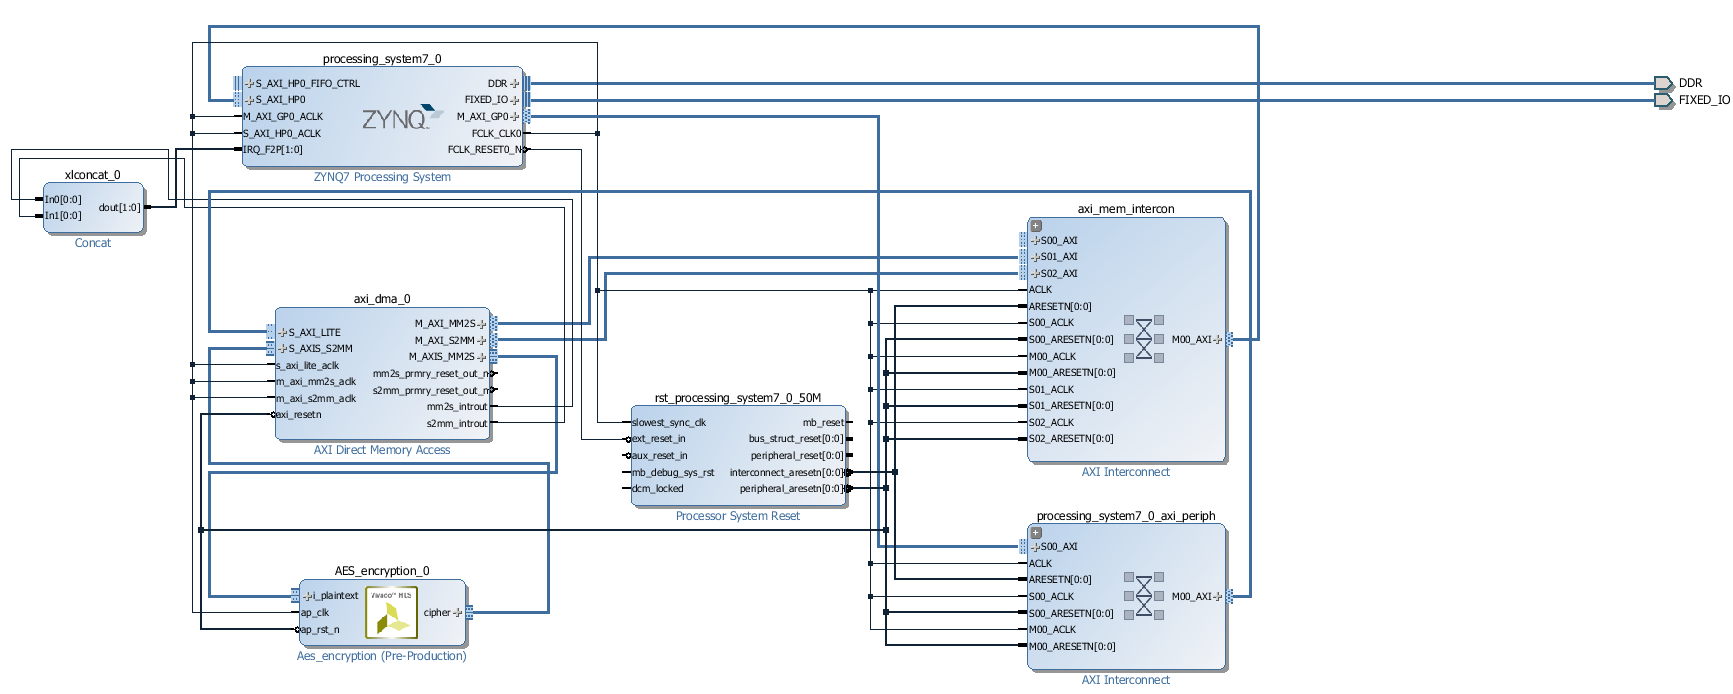 processing_system7_0
S_AXI_HP0_FIFO_CTRL
S_AXI_HP0
M_AXI_GP0_ACLK
S_AXI_HP0_ACLK
IRQ_F2P[1:0]
ZYNQ
DDR
FIXED_IO
M_AXI_GP0
FCLK_CLK0
FCLK_RESET0_N
ZYNQ7 Processing System
DDR
FIXED_IO
xlconcat_0
In0[0:0]
In1[0:0]
dout[1:0]
Concat
axi_dma_0
S_AXI_LITE
S_AXIS_S2MM
s_axi_lite_aclk
m_axi_mm2s_aclk
m_axi_s2mm_aclk
axi_resetn
M_AXI_MM2S
M_AXI_S2MM
M_AXIS_MM2S
mm2s_prmry_reset_out_n
s2mm_prmry_reset_out_n
mm2s_introut
s2mm_introut
AXI Direct Memory Access
rst_processing_system7_0_50M
slowest_sync_clk
ext_reset_in
aux_reset_in
mb_debug_sys_rst
dcm_locked
mb_reset
bus_struct_reset[0:0]
peripheral_reset[0:0]
interconnect_aresetn[0:0]
peripheral_aresetn[0:0]
Processor System Reset
axi_mem_intercon
S00_AXI
S01_AXI
S02_AXI
ACLK
ARESETN[0:0]
S00_ACLK
S00_ARESETN[0:0]
M00_ACLK
M00_ARESETN[0:0]
S01_ACLK
S01_ARESETN[0:0]
S02_ACLK
S02_ARESETN[0:0]
M00_AXI
AXI Interconnect
processing_system7_0_axi_periph
S00_AXI
ACLK
ARESETN[0:0]
S00_ACLK
S00_ARESETN[0:0]
M00_ACLK
M00_ARESETN[0:0]
M00_AXI
AXI Interconnect
AES_encryption_0
i_plaintext
ap_clk
ap_rst_n
Vivado HLS
cipher
Aes_encryption (Pre-Production)